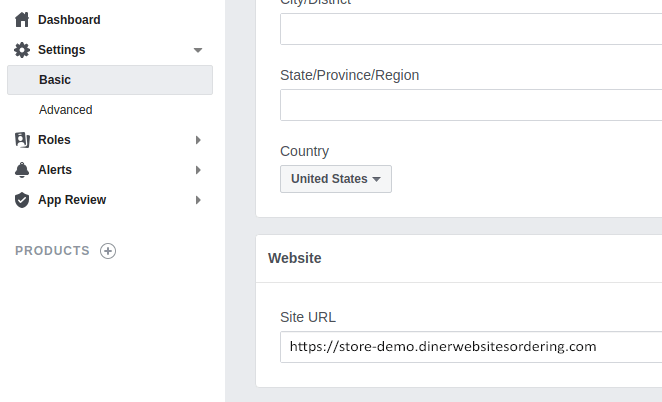 Dashboard
Settings
Basic
Advanced
Roles
Alerts
App Review
PRODUCTS
City/District
State/Province/Region
Country
United States
Website
Site URL
https://store-demo.dinerwebsitesordering.com